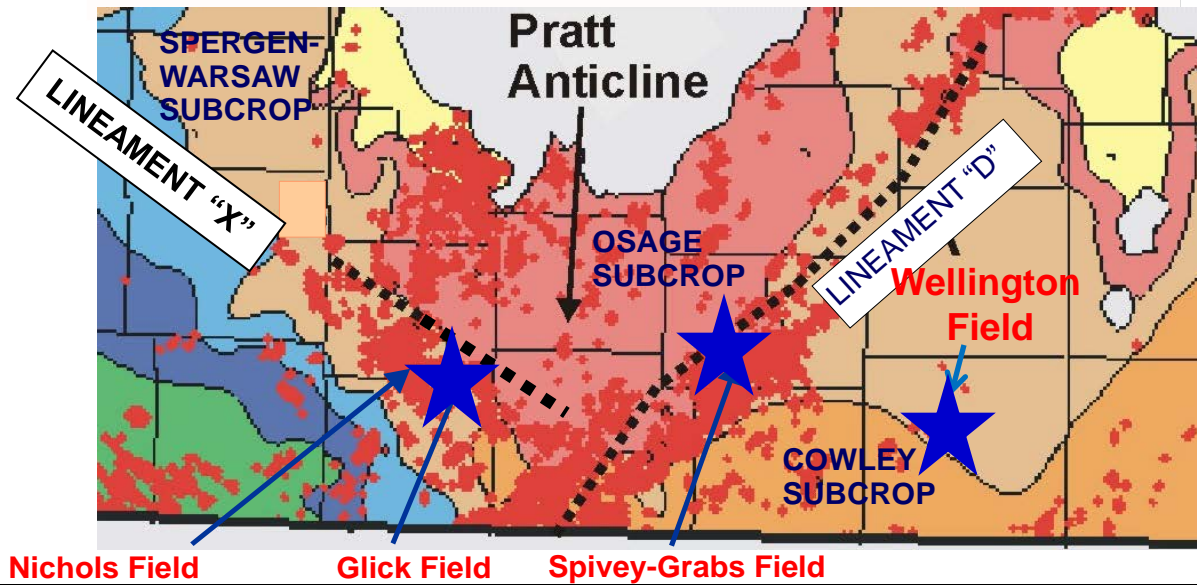 SPERGEN-
WARSAW
SUBCROP
Pratt
Anticline
LINEAMENT “X”
OSAGE
SUBCROP
LINEAMENT “D”
Wellington
Field
COWLEY
SUBCROP
Nichols Field
Glick Field
Spivey-Grabs Field